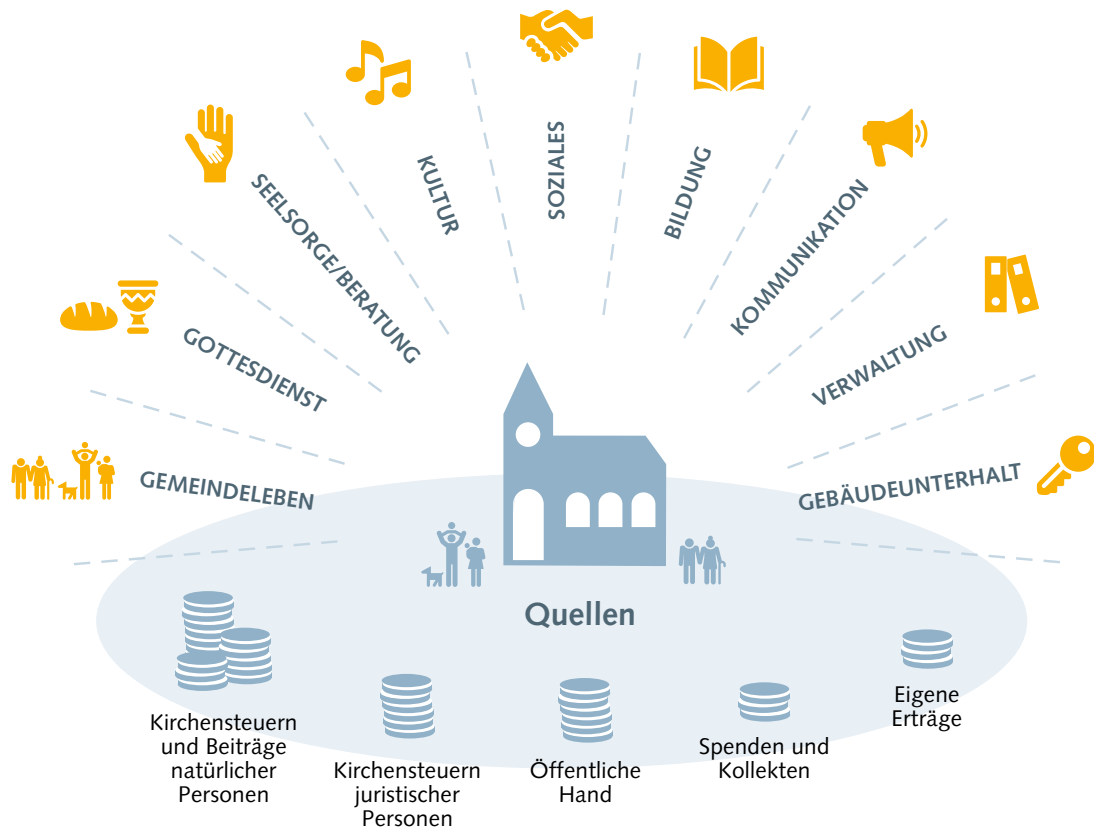 GEMEINDELEBEN
GOTTESDIENST
SEELSORGE/BERATUNG
KULTUR
SOZIALES
BILDUNG
KOMMUNIKATION
VERWALTUNG
GEBÄUDEUNTERHALT
Quellen
Kirchensteuern
und Beiträge
natürlicher
Personen
Kirchensteuern
juristischer
Personen
Öffentliche
Hand
Spenden und
Kollekten
Eigene
Erträge